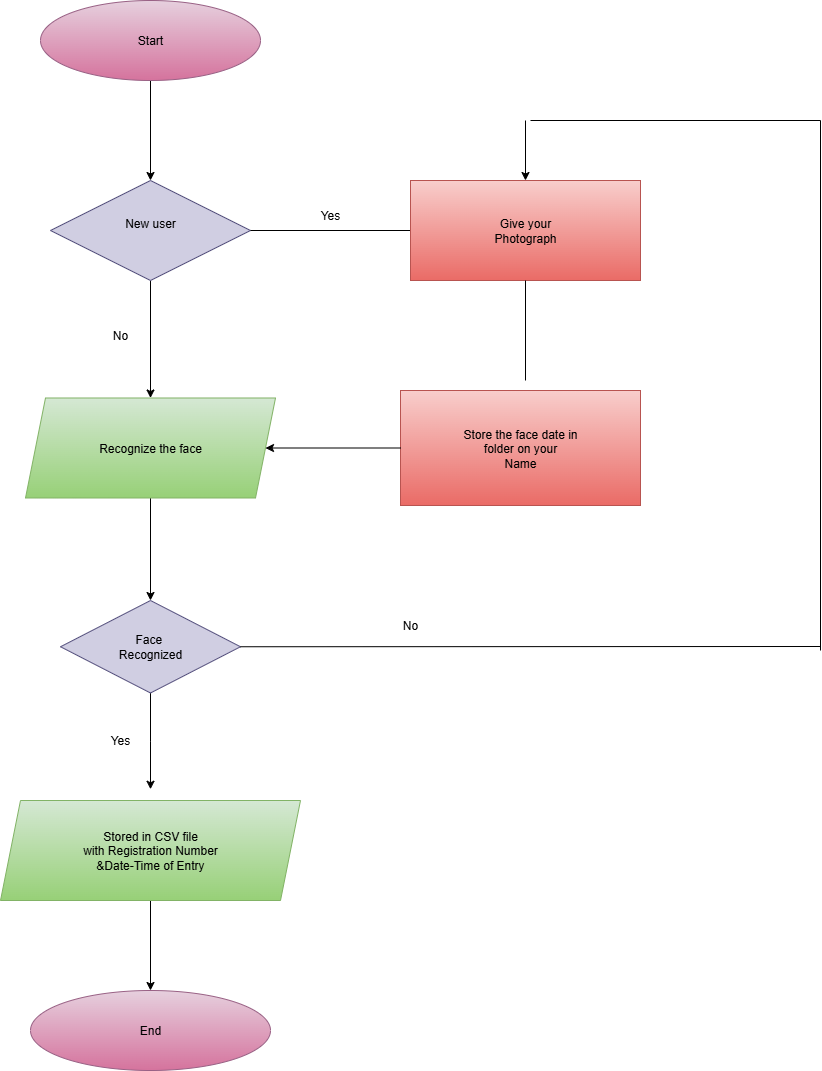 Start
New user
Yes
Give your
Photograph
No
Recognize the face
Store the face date in
folder on your
Name
Face
Recognized
No
Yes
Stored in CSV file
with Registration Number
&Date-Time of Entry
End